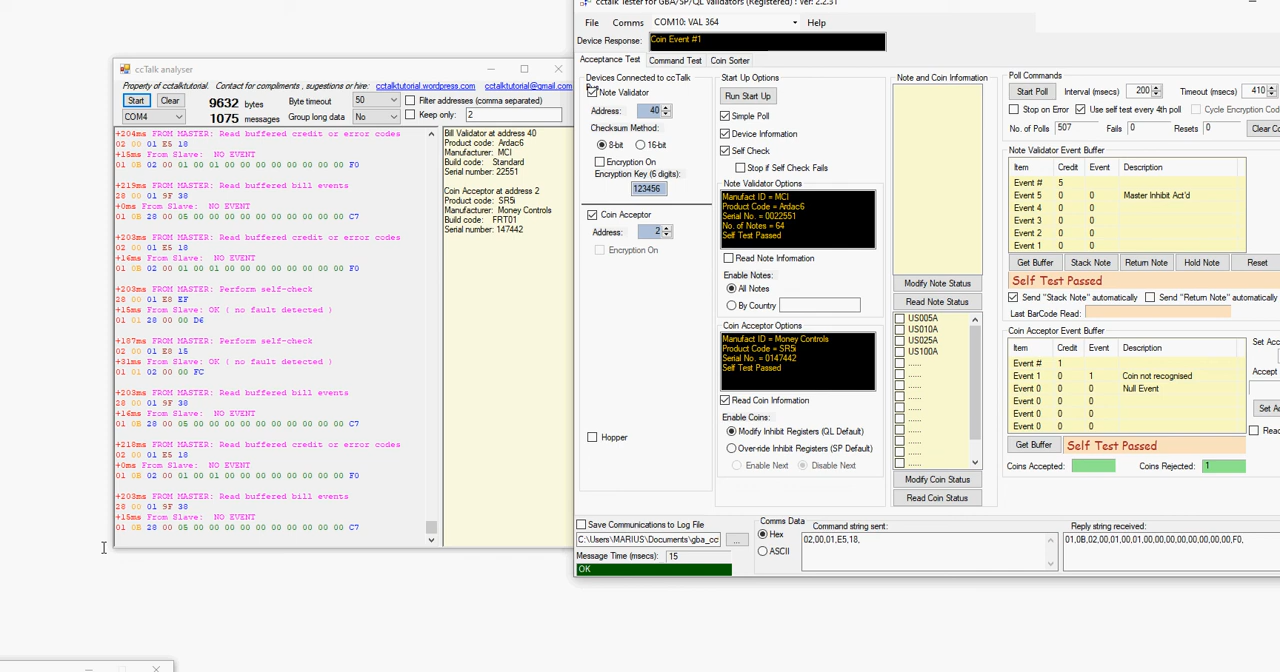 ccTalk analyser
Property of cctalktutorial. Contact for compliments , sugestions or hiring: cctalktutorial.wordpress.com cctalktutorial@gmail.com
Start Clear 9632 bytes Byte timeout 50 Filter addresses (comma separated)
COM4 1075 messages Group long data No Keep only: 2
+204ms FROM MASTER: Read buffered credit or error codes
02 00 01 E5 18
+15ms From Slave: NO EVENT
01 0B 02 00 01 00 01 00 00 00 00 00 00 00 00 F0
+219ms FROM MASTER: Read buffered bill events
28 00 01 9F 38
+0ms From Slave: NO EVENT
01 0B 28 00 05 00 00 00 00 00 00 00 00 00 00 C7
+203ms FROM MASTER: Read buffered credit or error codes
02 00 01 E5 18
+16ms From Slave: NO EVENT
01 0B 02 00 01 00 01 00 00 00 00 00 00 00 00 F0
+203ms FROM MASTER: Perform self-check
28 00 01 E8 EF
+15ms From Slave: OK ( no fault detected )
01 01 28 00 00 D6
+187ms FROM MASTER: Perform self-check
02 00 01 E8 15
+31ms From Slave: OK ( no fault detected )
01 01 02 00 00 FC
+203ms FROM MASTER: Read buffered bill events
28 00 01 9F 38
+16ms From Slave: NO EVENT
01 0B 28 00 05 00 00 00 00 00 00 00 00 00 00 C7
+218ms FROM MASTER: Read buffered credit or error codes
02 00 01 E5 18
+0ms From Slave: NO EVENT
01 0B 02 00 01 00 01 00 00 00 00 00 00 00 00 F0
+203ms FROM MASTER: Read buffered bill events
28 00 01 9F 38
+15ms From Slave: NO EVENT
01 0B 28 00 05 00 00 00 00 00 00 00 00 00 00 C7
Bill Validator at address 40
Product code: Ardac6
Manufacturer: MCI
Build code: Standard
Serial number: 22551
Coin Acceptor at address 2
Product code: SR5i
Manufacturer: Money Controls
Build code: FRT01
Serial number: 147442
cctalk Tester for GBA/SP/QL Validators (Registered) : Ver: 2.2.31
File Comms COM10: VAL 364 Help
Device Response: Coin Event #1
Acceptance Test Command Test Coin Sorter
Devices Connected to ccTalk
Note Validator
Address: 40
Checksum Method:
8-bit 16-bit
Encryption On
Encryption Key (6 digits):
123456
Coin Acceptor
Address: 2
Encryption On
Hopper
Start Up Options
Run Start Up
Simple Poll
Device Information
Self Check
Stop if Self Check Fails
Note Validator Options
Manufact ID = MCI
Product Code = Ardac6
Serial No. = 0022551
No. of Notes = 64
Self Test Passed
Read Note Information
Enable Notes:
All Notes
By Country
Coin Acceptor Options
Manufact ID = Money Controls
Product Code = SR5i
Serial No. = 0147442
Self Test Passed
Read Coin Information
Enable Coins:
Modify Inhibit Registers (QL Default)
Override Inhibit Registers (SP Default)
Enable Next Disable Next
Note and Coin Information
Modify Note Status
Read Note Status
US005A
US010A
US025A
US100A
......
......
......
......
......
......
......
......
......
......
Modify Coin Status
Read Coin Status
Poll Commands
Start Poll Interval (msecs) 200 Timeout (msecs) 410
Stop on Error Use self test every 4th poll Cycle Encryption Cod
No. of Polls 507 Fails 0 Resets 0 Clear Co
Note Validator Event Buffer
Item Credit Event Description
Event # 5
Event 5 0 0 Master Inhibit Act'd
Event 4 0 0
Event 3 0 0
Event 2 0 0
Event 1 0 0
Get Buffer Stack Note Return Note Hold Note Reset
Self Test Passed
Send "Stack Note" automatically Send "Return Note" automatically
Last BarCode Read:
Coin Acceptor Event Buffer
Item Credit Event Description
Event # 1
Event 1 0 1 Coin not recognised
Event 0 0 0 Null Event
Event 0 0 0
Event 0 0 0
Event 0 0 0
Get Buffer Self Test Passed
Coins Accepted: Coins Rejected: 1
Set Acc
Accept
Set Ac
Reac
Save Communications to Log File
C:\Users\MARIUS\Documents\gba_cc ...
Message Time (msecs) 15
OK
Comms Data
Hex
ASCII
Command string sent:
02,00,01,E5,18,
Reply string received:
01,0B,02,00,01,00,01,00,00,00,00,00,00,00,00,F0,